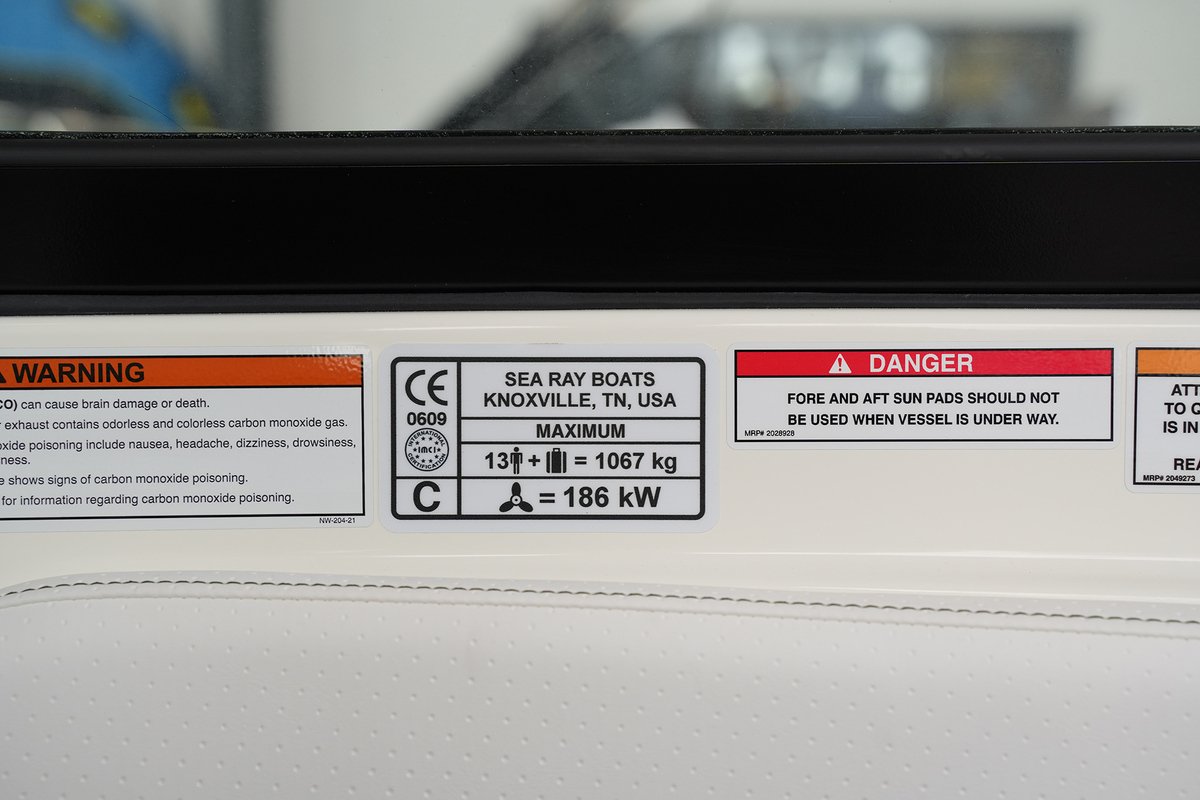 WARNING
CO) can cause brain damage or death.
exhaust contains odorless and colorless carbon monoxide gas.
oxide poisoning include nausea, headache, dizziness, drowsiness,
ness.
e shows signs of carbon monoxide poisoning.
for information regarding carbon monoxide poisoning.
NW-204-21
CE
0609
INTERNATIONAL
imci
CERTIFICATION
C
SEA RAY BOATS
KNOXVILLE, TN, USA
MAXIMUM
13 + = 1067 kg
= 186 kW
DANGER
FORE AND AFT SUN PADS SHOULD NOT
BE USED WHEN VESSEL IS UNDER WAY.
MRP# 2028928
ATT
TO
IS IN
REA
MRP# 2049273